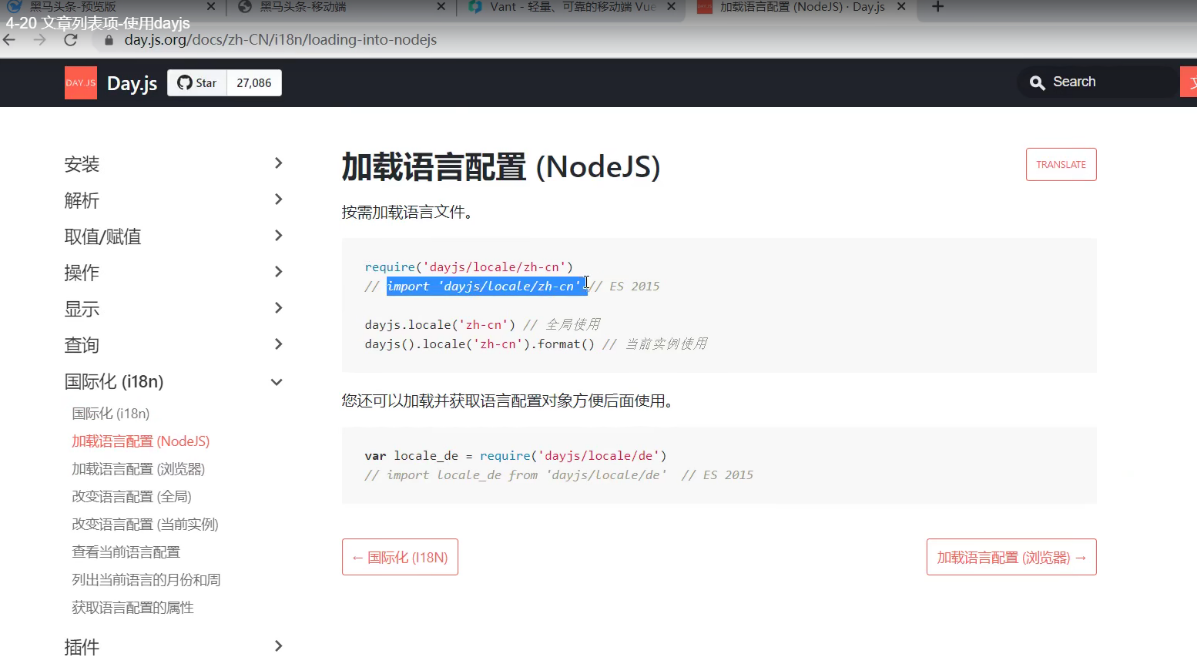 黑马头条-预览版
黑马头条-移动端
Vant - 轻量、可靠的移动端 Vue
加载语言配置 (NodeJS) · Day.js
4-20 文章列表项-使用dayjs
day.js.org/docs/zh-CN/i18n/loading-into-nodejs
DAY.JS
Day.js
Star
27,086
Search
文
安装
解析
取值/赋值
操作
显示
查询
国际化 (i18n)
国际化 (i18n)
加载语言配置 (NodeJS)
加载语言配置 (浏览器)
改变语言配置 (全局)
改变语言配置 (当前实例)
查看当前语言配置
列出当前语言的月份和周
获取语言配置的属性
插件
加载语言配置 (NodeJS)
TRANSLATE
按需加载语言文件。
require('dayjs/locale/zh-cn')
// import 'dayjs/locale/zh-cn' // ES 2015
dayjs.locale('zh-cn') // 全局使用
dayjs().locale('zh-cn').format() // 当前实例使用
您还可以加载并获取语言配置对象方便后面使用。
var locale_de = require('dayjs/locale/de')
// import locale_de from 'dayjs/locale/de'  // ES 2015
← 国际化 (I18N)
加载语言配置 (浏览器) →